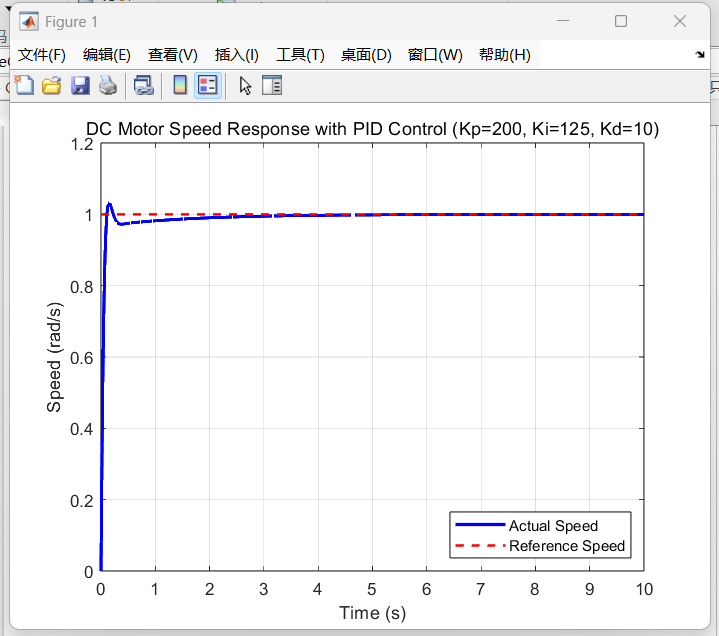 Figure 1
文件(F) 编辑(E) 查看(V) 插入(I) 工具(T) 桌面(D) 窗口(W) 帮助(H)
DC Motor Speed Response with PID Control (Kp=200, Ki=125, Kd=10)
1.2
1
0.8
0.6
0.4
0.2
0
Speed (rad/s)
Actual Speed
Reference Speed
0 1 2 3 4 5 6 7 8 9 10
Time (s)